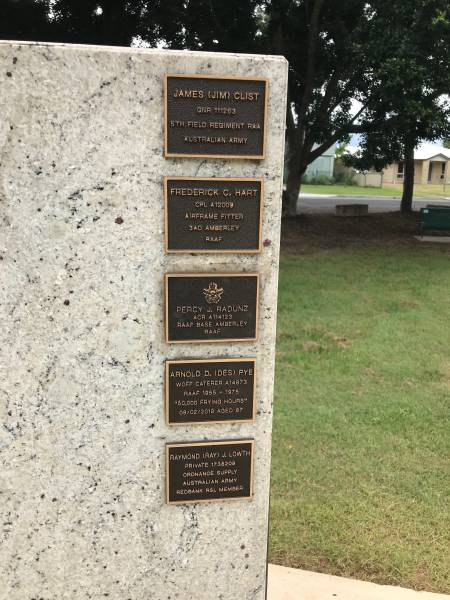 JAMES (JIM) CLIST
GNR 1111263
5TH FIELD REGIMENT RAA
AUSTRALIAN ARMY
FREDERICK C. HART
CPL A12009
AIRFRAME FITTER
3AD AMBERLEY
RAAF
PERCY J. RADUNZ
ACR A114123
RAAF BASE AMBERLEY
RAAF
ARNOLD D. (DES) PYE
WOFF CATERER A14873
RAAF 1955 - 1975
"50,000 FRYING HOURS"
08/02/2019 AGED 87
RAYMOND (RAY) J. LOWTH
PRIVATE 1738209
ORDNANCE SUPPLY
AUSTRALIAN ARMY
REDBANK RSL MEMBER